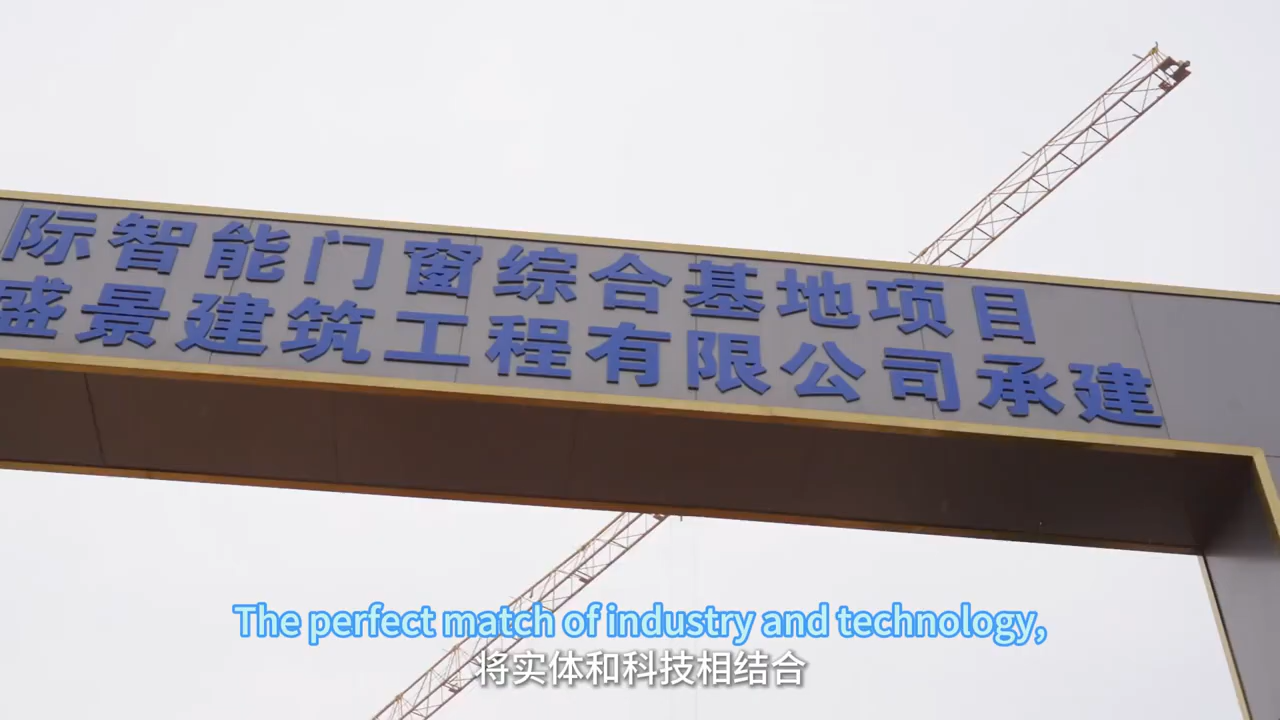 际智能门窗综合基地项目
盛景建筑工程有限公司承建
The perfect match of industry and technology,
将实体和科技相结合